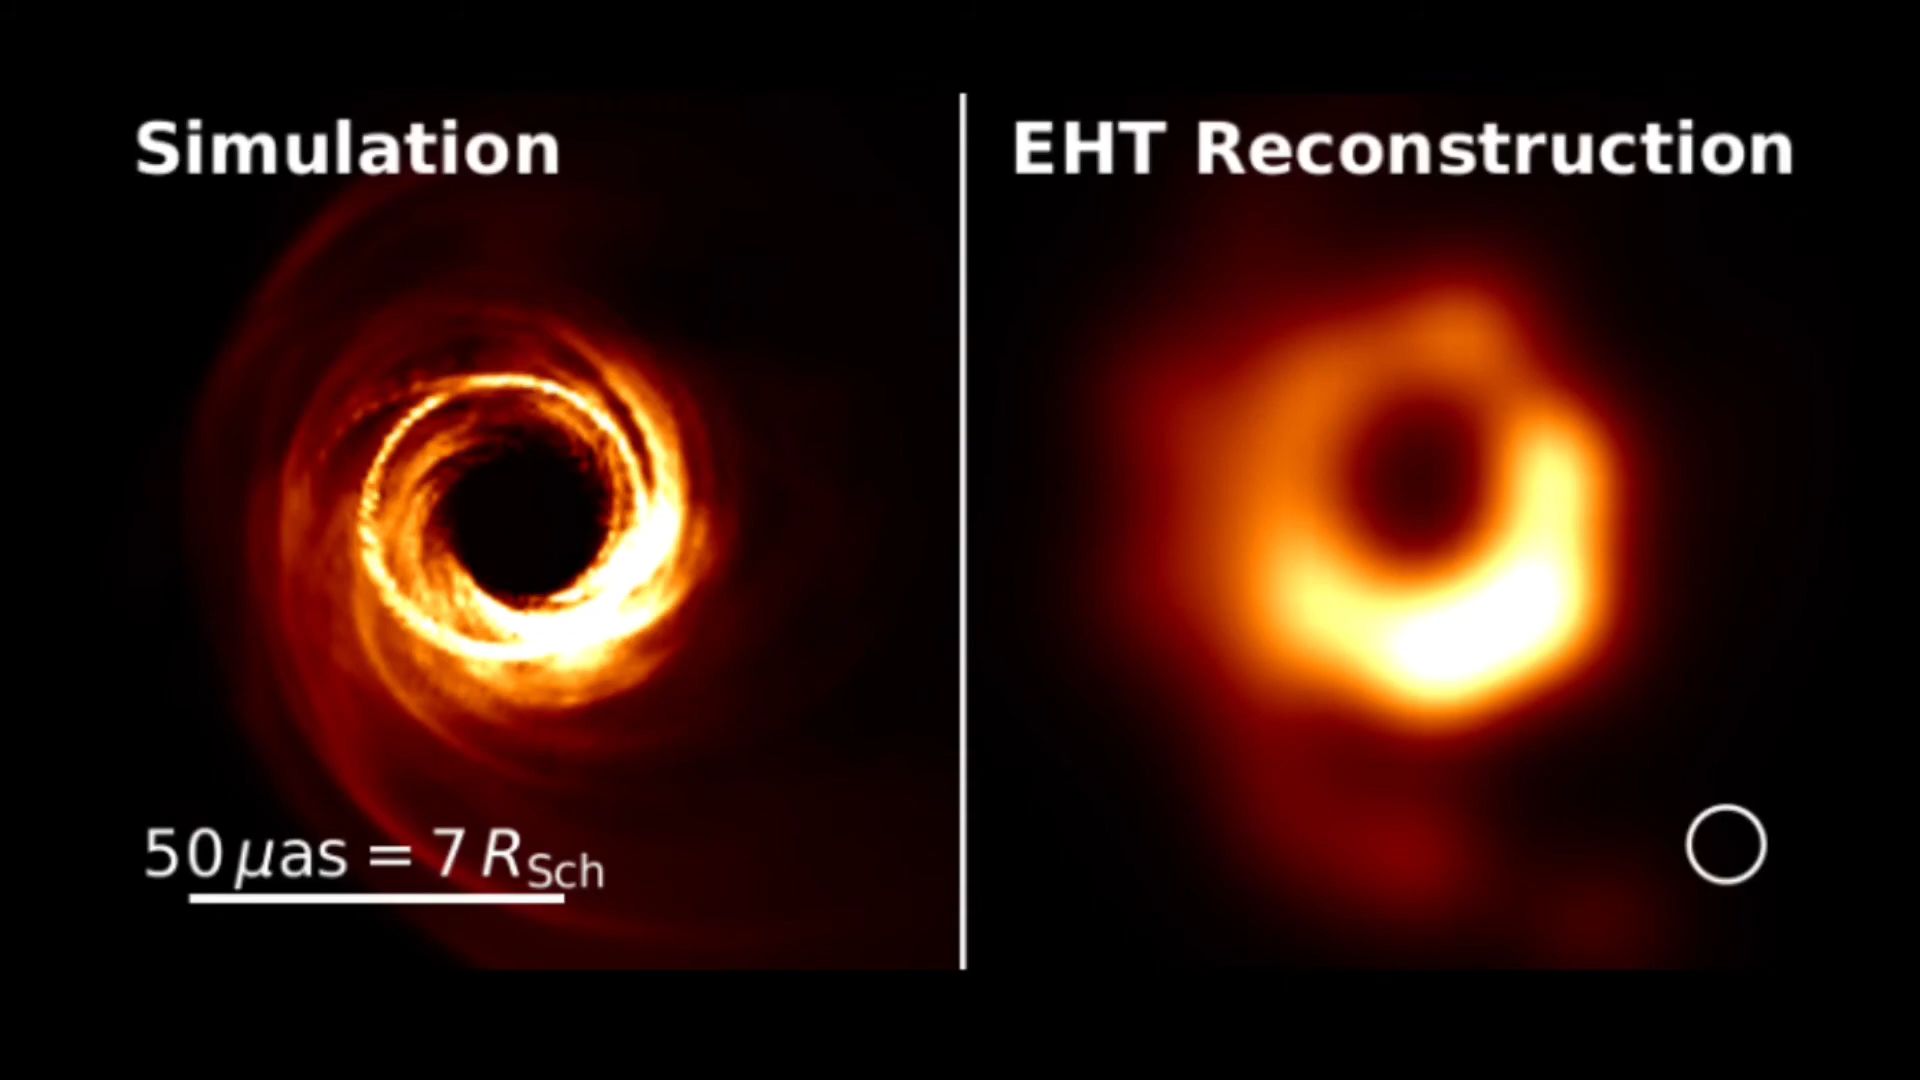 Simulation
EHT Reconstruction
50 μas = 7 R_Sch